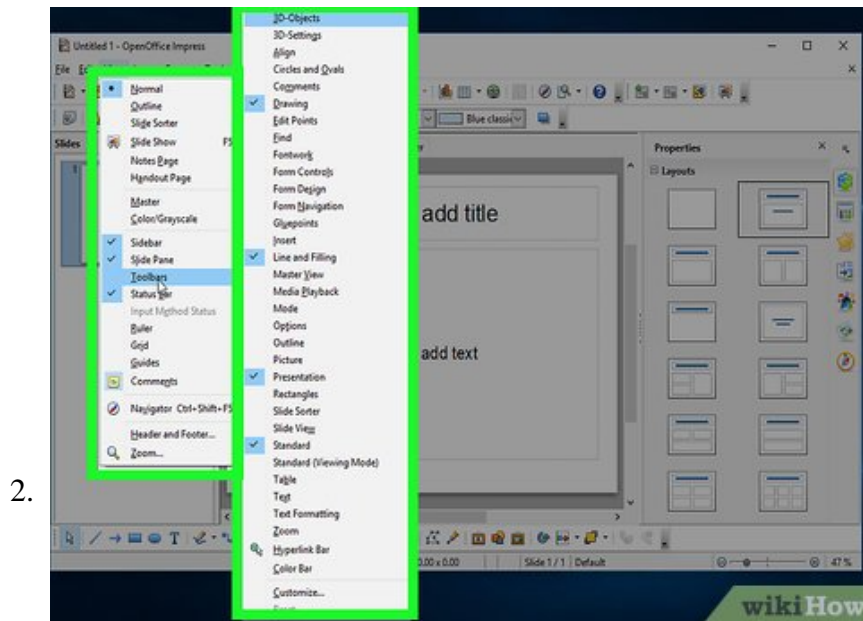 Untitled 1 - OpenOffice Impress
File
Normal
Outline
Slide Sorter
Slide Show
Notes Page
Handout Page
Master
Color/Grayscale
Sidebar
Slide Pane
Toolbars
Status Bar
Input Method Status
Ruler
Grid
Guides
Comments
Navigator Ctrl+Shift+F5
Header and Footer...
Zoom...
3D-Objects
3D-Settings
Align
Circles and Ovals
Comments
Drawing
Edit Points
Find
Fontwork
Form Controls
Form Design
Form Navigation
Gluepoints
Insert
Line and Filling
Master View
Media Playback
Mode
Options
Outline
Picture
Presentation
Rectangles
Slide Sorter
Slide View
Standard
Standard (Viewing Mode)
Table
Text
Text Formatting
Zoom
Hyperlink Bar
Color Bar
Customize...
Blue classic
Slides
1
add title
add text
Properties
Layouts
2.
0.00 x 0.00
Slide 1 / 1
Default
47 %
wikiHow